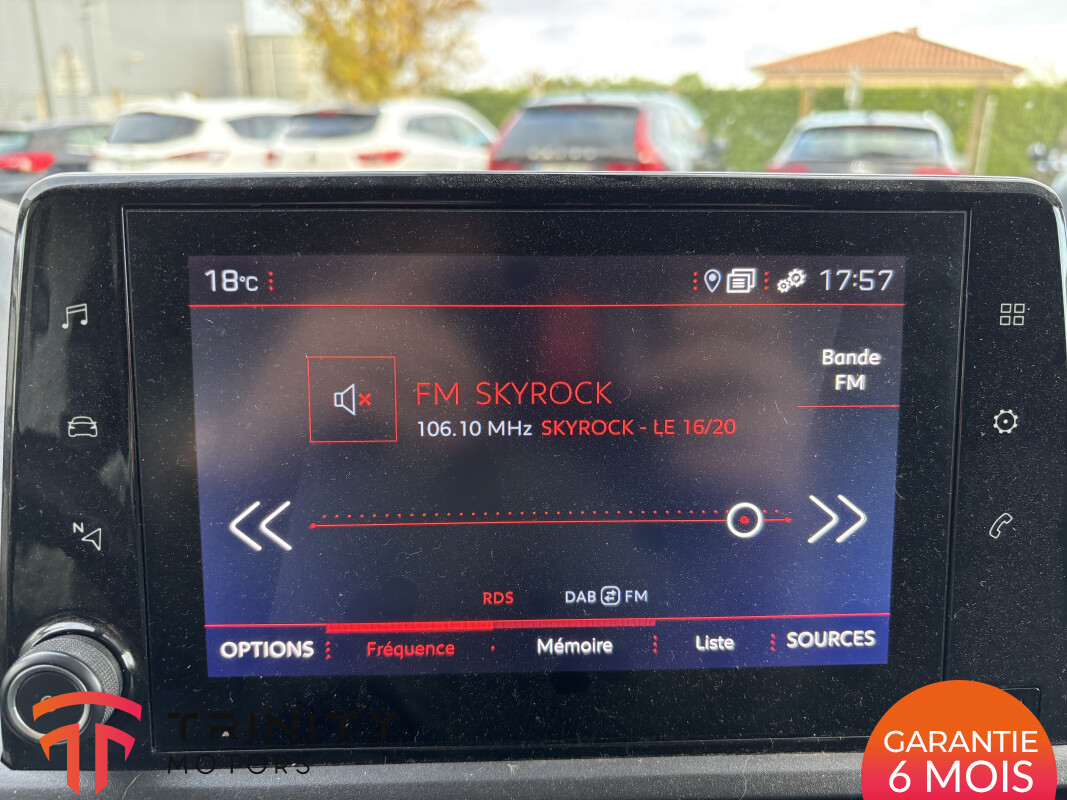 18°C
17:57
Bande
FM
FM SKYROCK
106.10 MHz SKYROCK - LE 16/20
N
RDS
DAB FM
OPTIONS Fréquence Mémoire Liste SOURCES
TRINITY
MOTORS
GARANTIE
6 MOIS